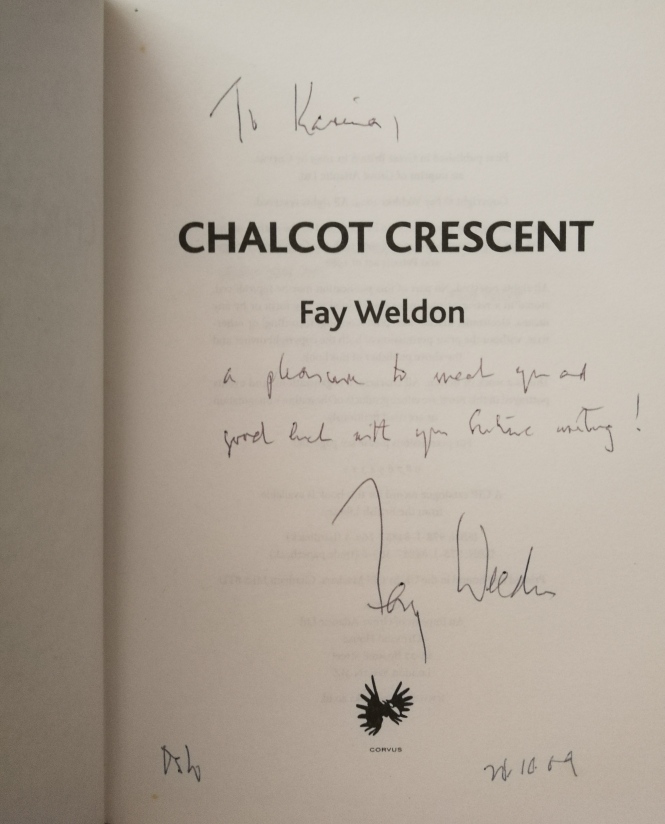 To Karina,
CHALCOT CRESCENT
Fay Weldon
a pleasure to meet you and
good luck with your future writing!
Fay Weldon
CORVUS
Oslo
10.09